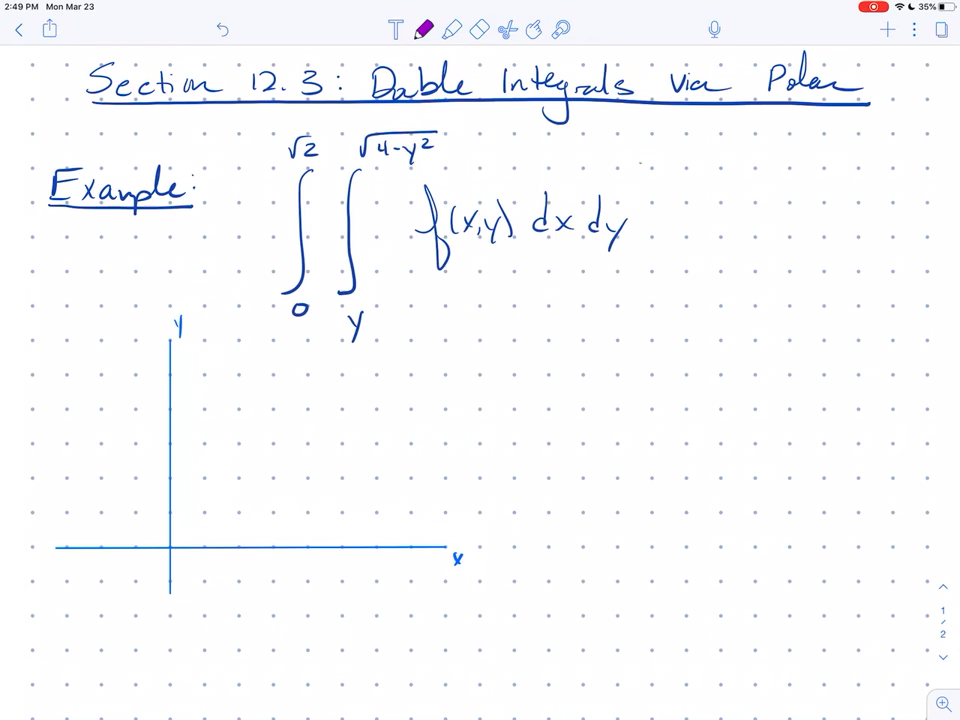 2:49 PM Mon Mar 23
35%
T
Section 12.3: Double Integrals via Polar
√2 √4-y²
Example: ∫ ∫ f(x,y) dx dy
0 y
y
x
1
/
2